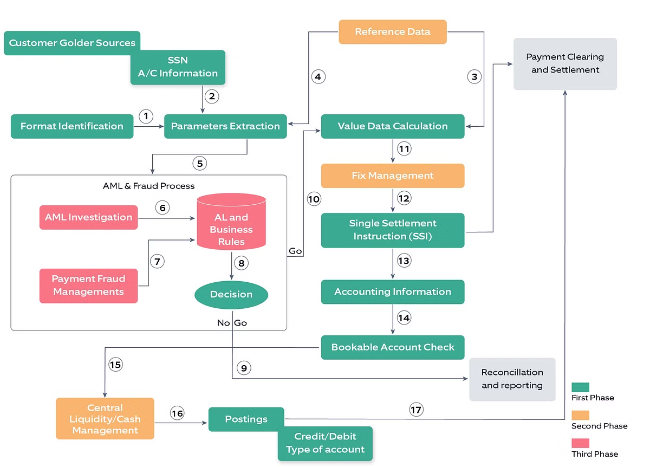 Customer Golder Sources
SSN
A/C Information
Reference Data
Payment Clearing
and Settlement
4
3
2
Format Identification
1
Parameters Extraction
Value Data Calculation
5
11
AML & Fraud Process
Fix Management
10
12
AML Investigation
6
AL and
Business
Rules
Single Settlement
Instruction (SSI)
Go
7
8
13
Payment Fraud
Managements
Decision
Accounting Information
No Go
14
Bookable Account Check
15
9
Reconcillation
and reporting
First Phase
Central
Liquidity/Cash
Management
16
Postings
17
Second Phase
Credit/Debit
Type of account
Third Phase